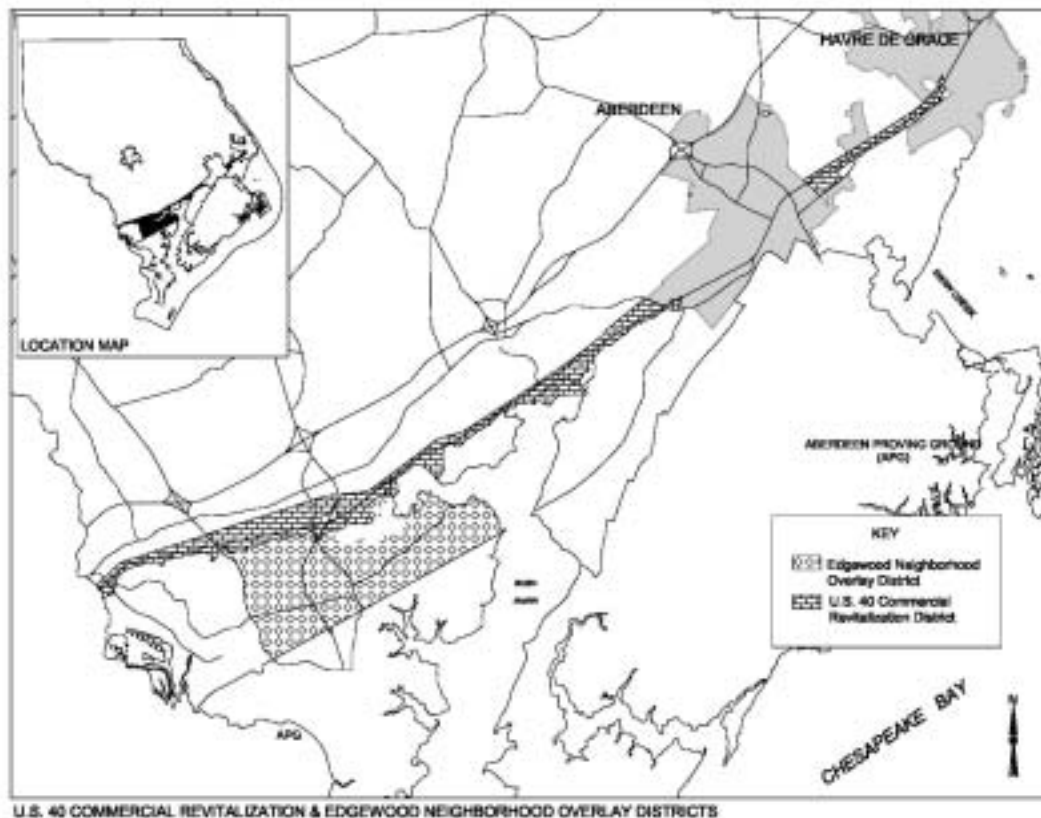 HAVRE DE GRACE
ABERDEEN
LOCATION MAP
ABERDEEN PROVING GROUND
(APG)
KEY
Edgewood Neighborhood
Overlay District
U.S. 40 Commercial
Revitalization District
N
APG
CHESAPEAKE BAY
U.S. 40 COMMERCIAL REVITALIZATION & EDGEWOOD NEIGHBORHOOD OVERLAY DISTRICTS